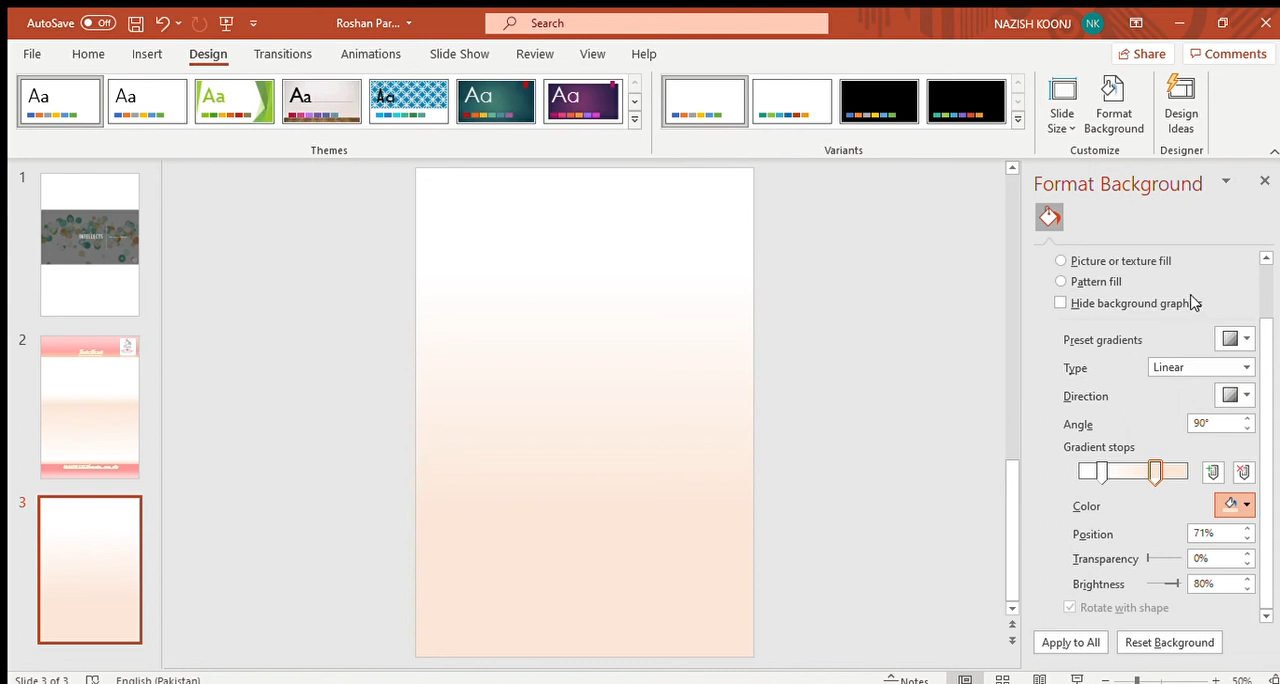 AutoSave Off Roshan Par... Search NAZISH KOONJ NK
File Home Insert Design Transitions Animations Slide Show Review View Help Share Comments
Aa Aa Aa Aa Aa Aa Aa
Slide Size Format Background Design Ideas
Themes Variants Customize Designer
Format Background
1
INTELLECTS
2
3
Picture or texture fill
Pattern fill
Hide background graphics
Preset gradients
Type Linear
Direction
Angle 90°
Gradient stops
Color
Position 71%
Transparency 0%
Brightness 80%
Rotate with shape
Apply to All Reset Background
Slide 3 of 3 English (Pakistan) Notes 50%